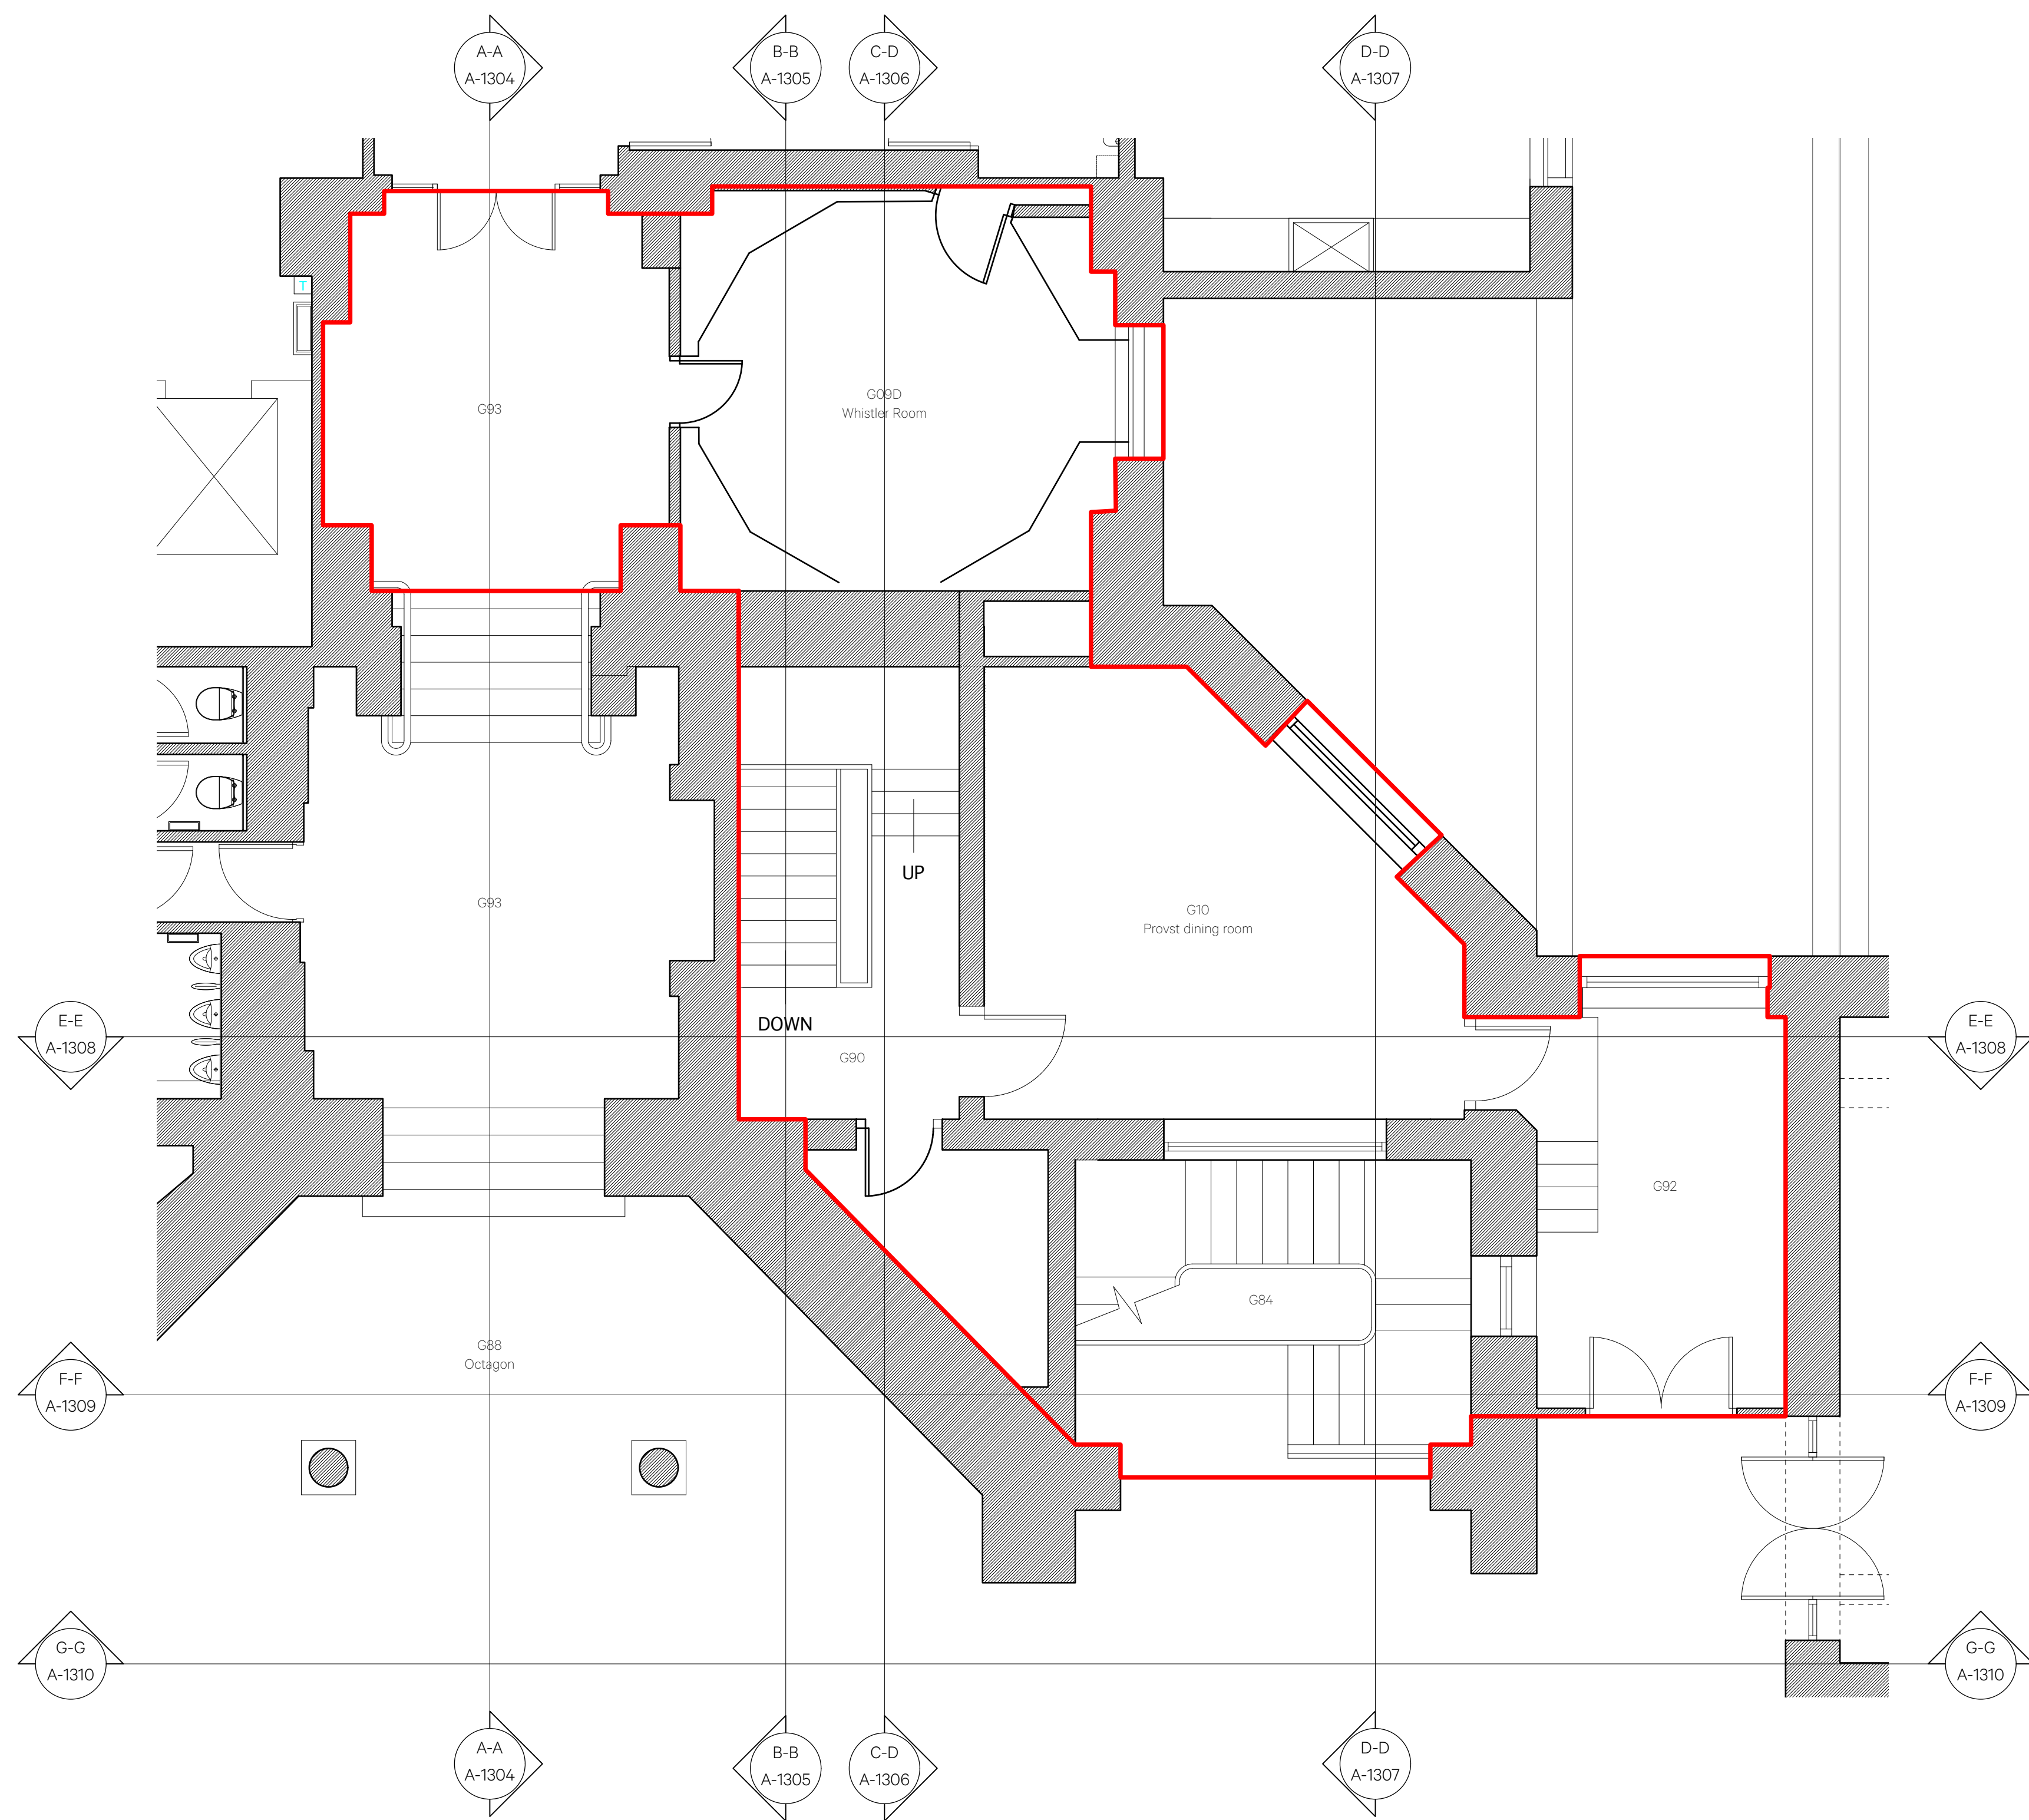 A-A
A-1304
B-B
A-1305
C-D
A-1306
D-D
A-1307
T
G93
G09D
Whistler Room
UP
G93
G10
Provst dining room
DOWN
E-E
A-1308
G90
E-E
A-1308
G92
G84
G88
Octagon
F-F
A-1309
F-F
A-1309
G-G
A-1310
G-G
A-1310
A-A
A-1304
B-B
A-1305
C-D
A-1306
D-D
A-1307